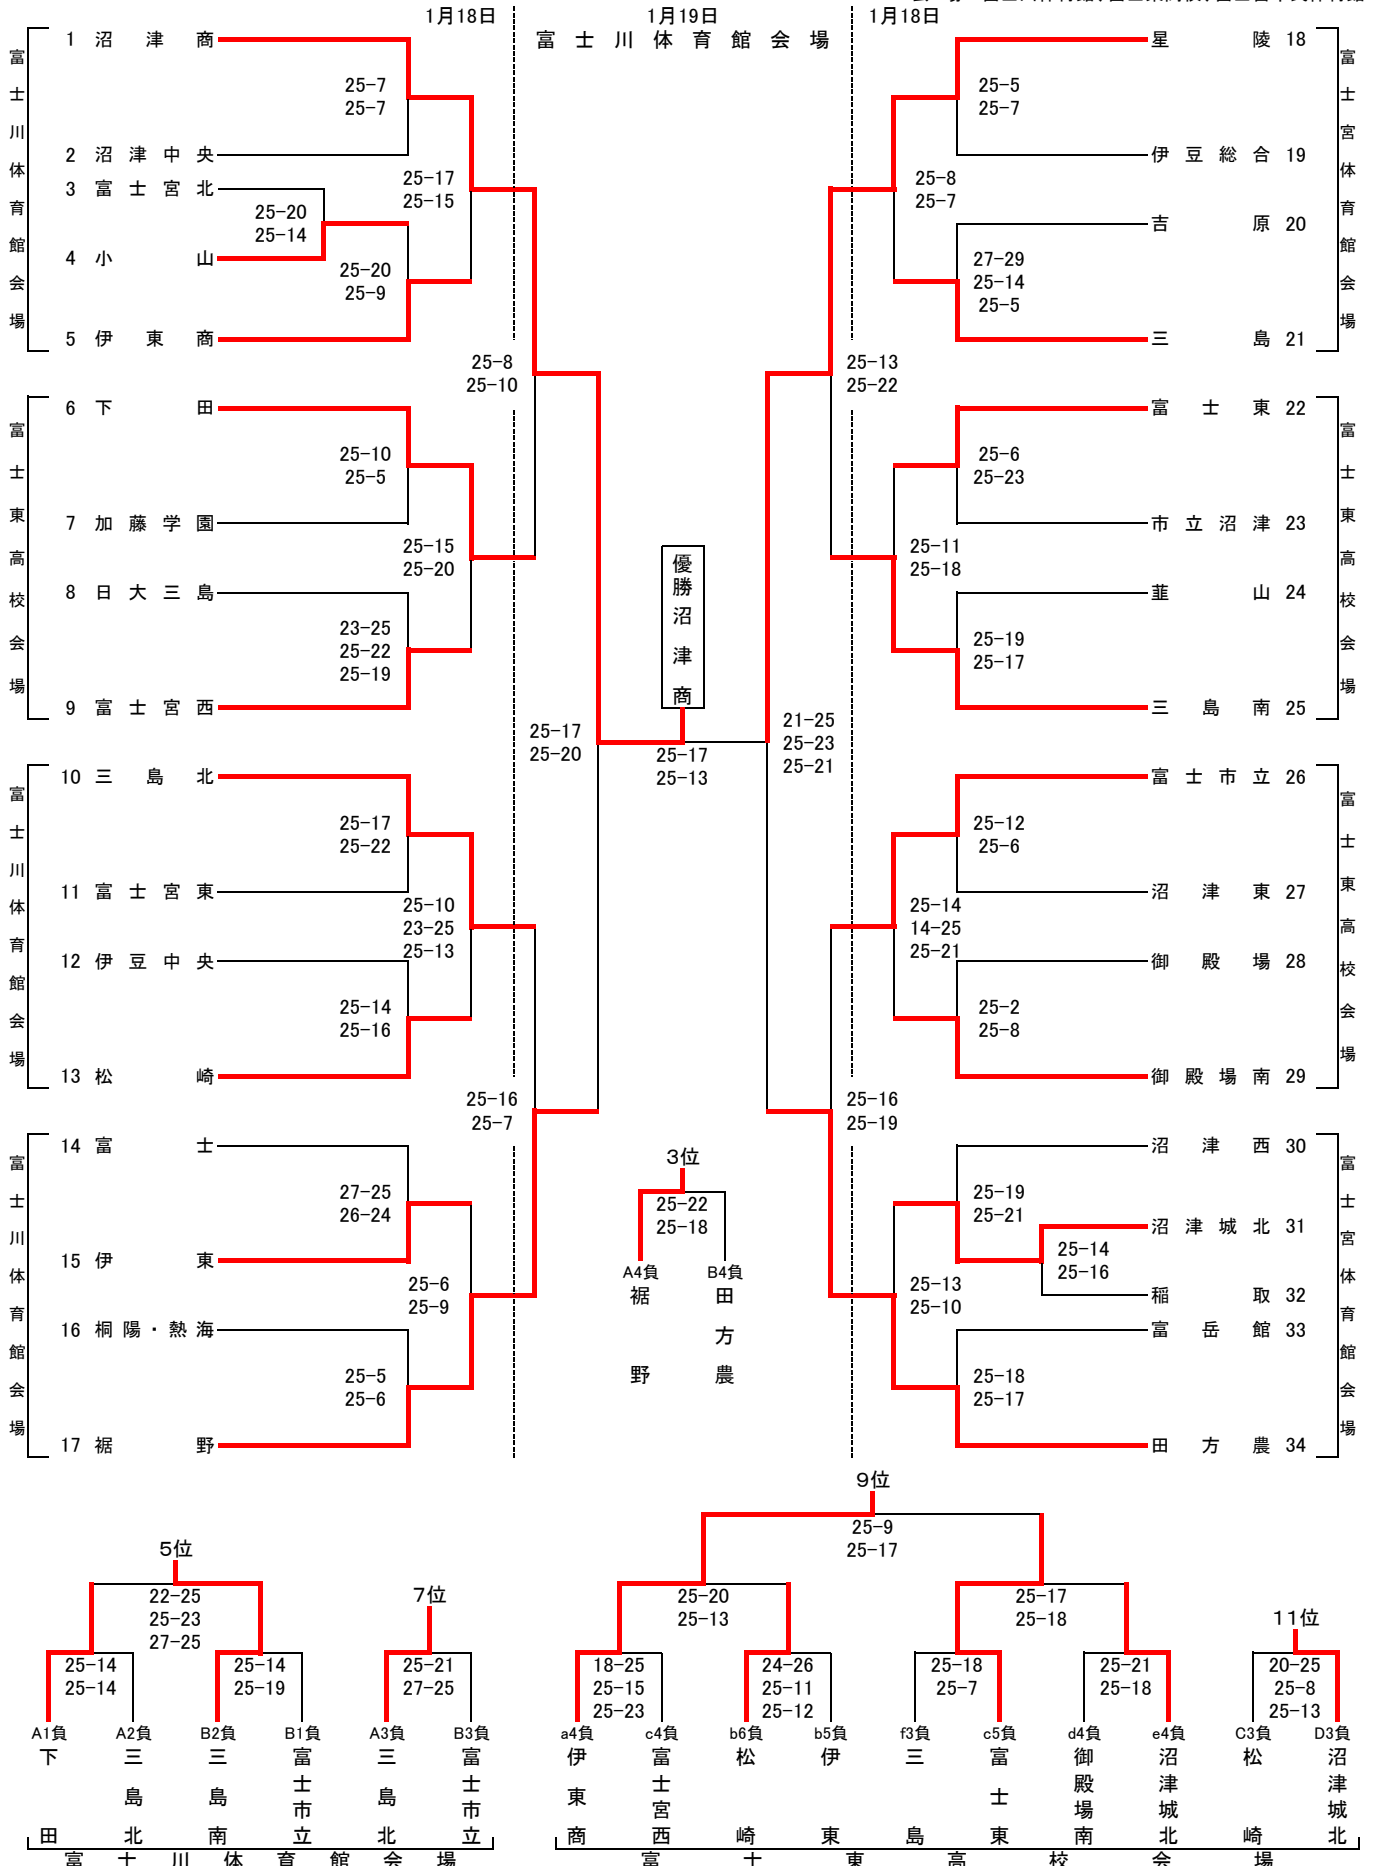 1月18日
1月19日
1月18日
富士川体育館会場
富士川体育館会場
1 沼津商
25-7
25-7
2 沼津中央
25-17
25-15
3 富士宮北
25-20
25-14
4 小山
25-20
25-9
5 伊東商
25-8
25-10
富士東高校会場
6 下田
25-10
25-5
7 加藤学園
25-15
25-20
8 日大三島
23-25
25-22
25-19
9 富士宮西
25-17
25-20
富士川体育館会場
10 三島北
25-17
25-22
11 富士宮東
25-10
23-25
25-13
12 伊豆中央
25-14
25-16
13 松崎
25-16
25-7
富士川体育館会場
14 富士
27-25
26-24
15 伊東
25-6
25-9
16 桐陽・熱海
25-5
25-6
17 裾野
優勝沼津商
25-17
25-13
3位
25-22
25-18
A4負
裾野
B4負
田方農
富士宮体育館会場
星陵 18
25-5
25-7
伊豆総合 19
25-8
25-7
吉原 20
27-29
25-14
25-5
三島 21
25-13
25-22
富士東高校会場
富士東 22
25-6
25-23
市立沼津 23
25-11
25-18
韮山 24
25-19
25-17
三島南 25
21-25
25-23
25-21
富士東高校会場
富士市立 26
25-12
25-6
沼津東 27
25-14
14-25
25-21
御殿場 28
25-2
25-8
御殿場南 29
25-16
25-19
富士宮体育館会場
沼津西 30
25-19
25-21
沼津城北 31
25-14
25-16
稲取 32
25-13
25-10
富岳館 33
25-18
25-17
田方農 34
5位
22-25
25-23
27-25
25-14
25-14
25-14
25-19
A1負
下田
A2負
三島北
B2負
三島南
B1負
富士市立
7位
25-21
27-25
A3負
三島北
B3負
富士市立
富士川体育館会場
9位
25-9
25-17
25-20
25-13
25-17
25-18
18-25
25-15
25-23
24-26
25-11
25-12
25-18
25-7
25-21
25-18
a4負
伊東商
c4負
富士宮西
b6負
松崎
b5負
伊東
f3負
三島
c5負
富士東
d4負
御殿場南
e4負
沼津城北
11位
20-25
25-8
25-13
C3負
松崎
D3負
沼津城北
富士東高校会場